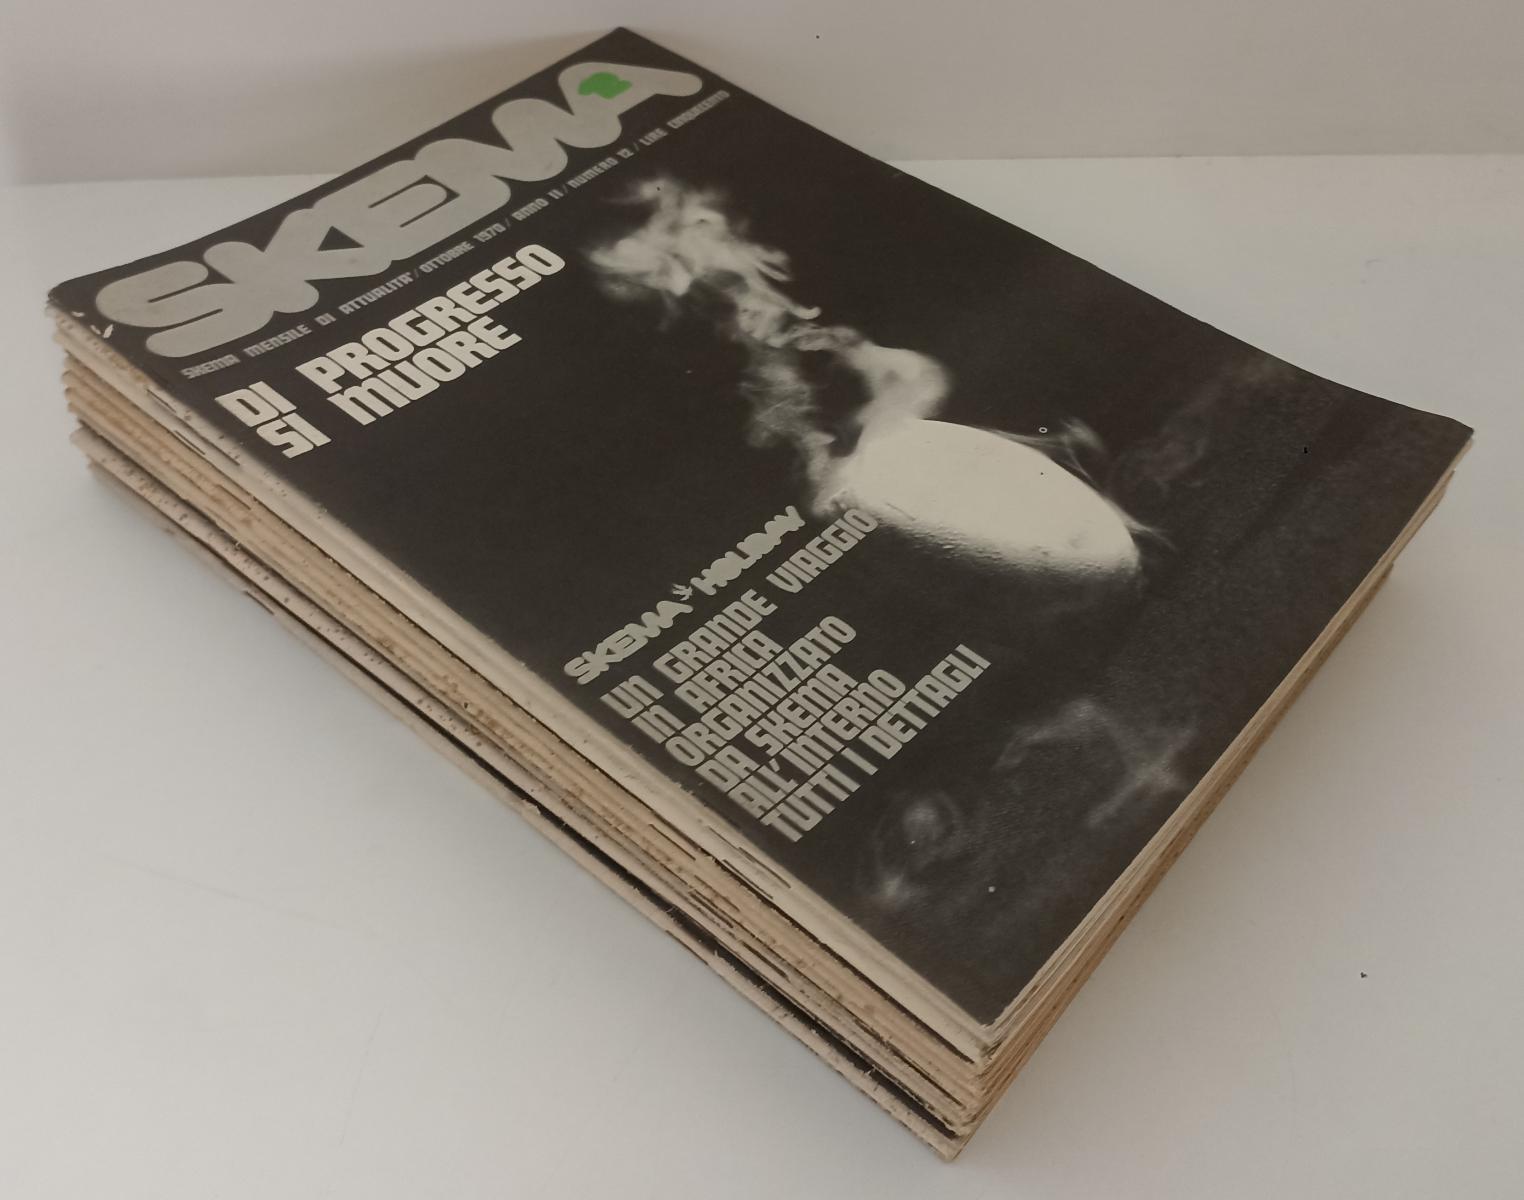 SKEMA
12
SKEMA MENSILE DI ATTUALITA'/OTTOBRE 1970/ANNO II/NUMERO 12/LIRE CINQUECENTO
DI PROGRESSO
SI MUORE
SKEMA HOLIDAY
UN GRANDE VIAGGIO
IN AFRICA
ORGANIZZATO
DA SKEMA
ALL'INTERNO
TUTTI I DETTAGLI